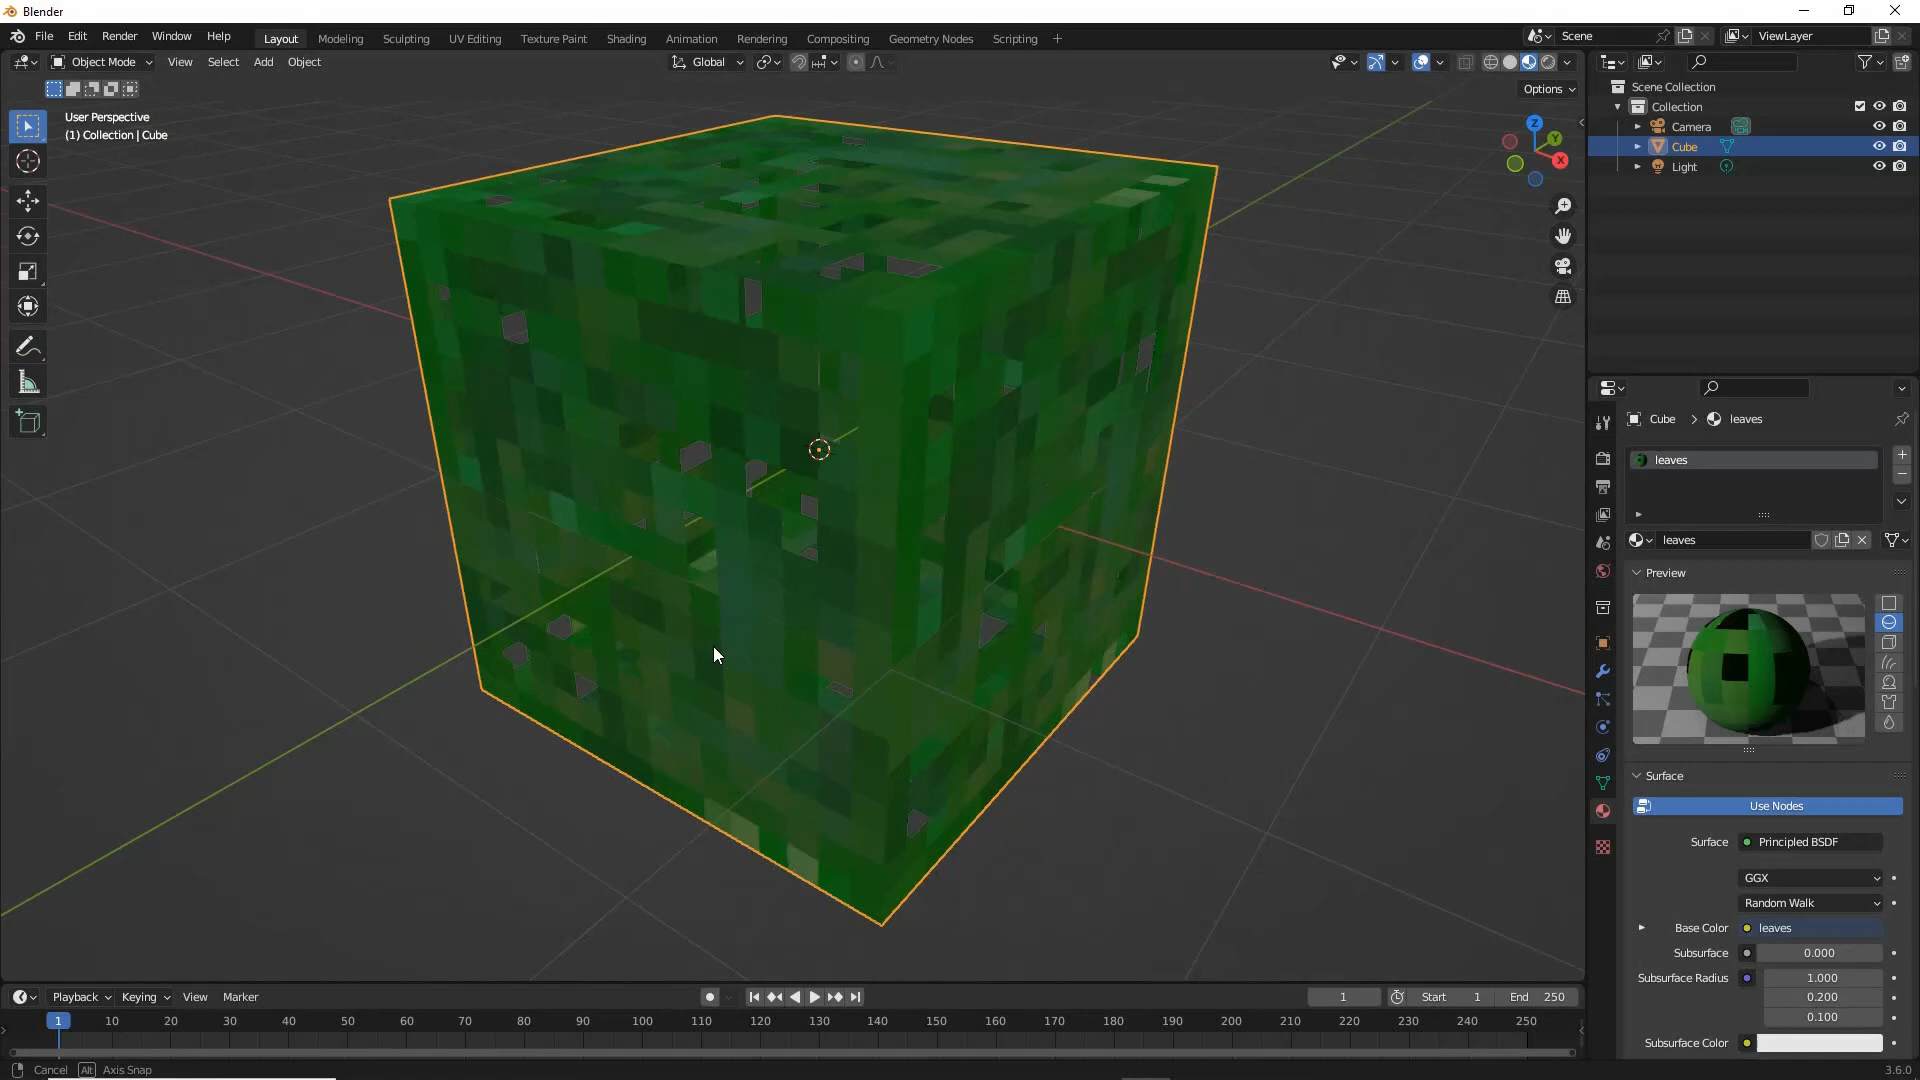 Blender
File Edit Render Window Help
Layout Modeling Sculpting UV Editing Texture Paint Shading Animation Rendering Compositing Geometry Nodes Scripting +
Scene
ViewLayer
Object Mode View Select Add Object
Global
Options
User Perspective
(1) Collection | Cube
Z
Y
X
Scene Collection
Collection
Camera
Cube
Light
Cube > leaves
leaves
leaves
Preview
Surface
Use Nodes
Surface Principled BSDF
GGX
Random Walk
Base Color leaves
Subsurface 0.000
Subsurface Radius 1.000
0.200
0.100
Subsurface Color
Playback Keying View Marker
1 Start 1 End 250
1 10 20 30 40 50 60 70 80 90 100 110 120 130 140 150 160 170 180 190 200 210 220 230 240 250
Cancel Alt Axis Snap
3.6.0